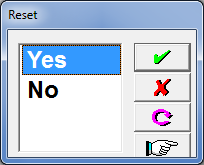 Reset
Yes
No